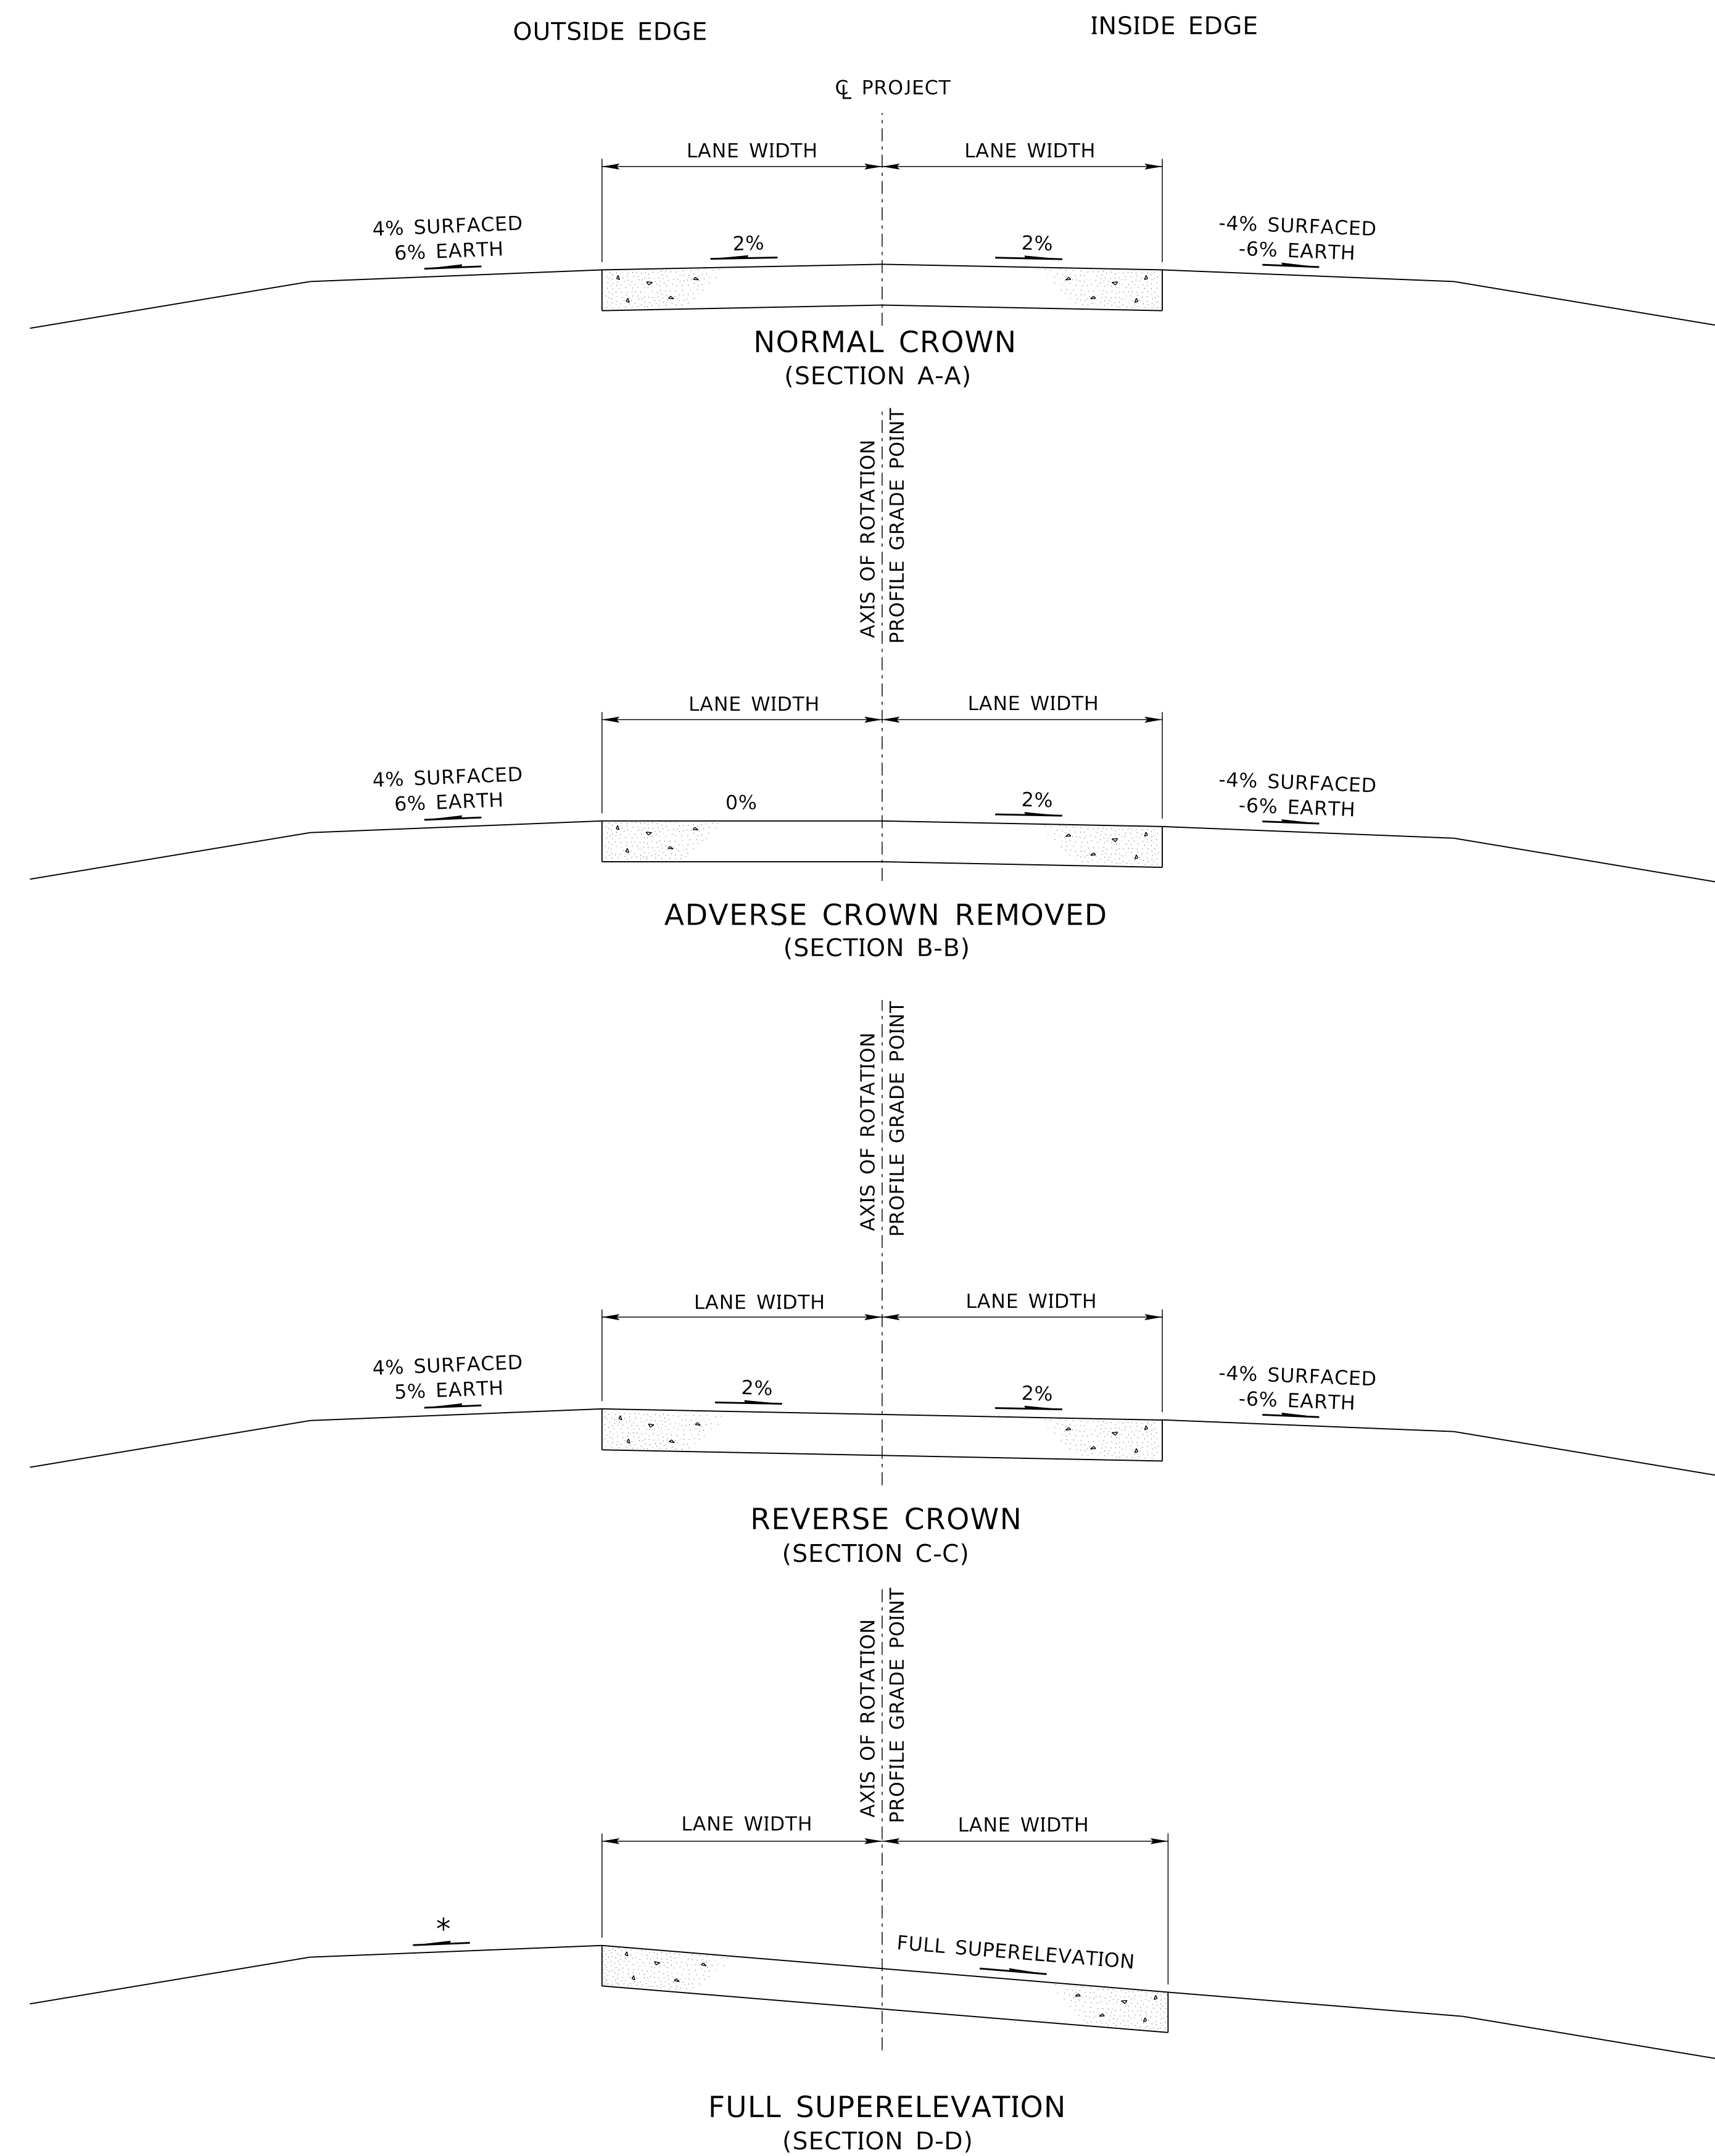 OUTSIDE EDGE
INSIDE EDGE
℄ PROJECT
LANE WIDTH
LANE WIDTH
4% SURFACED
6% EARTH
2%
2%
-4% SURFACED
-6% EARTH
NORMAL CROWN
(SECTION A-A)
AXIS OF ROTATION
PROFILE GRADE POINT
LANE WIDTH
LANE WIDTH
4% SURFACED
6% EARTH
0%
2%
-4% SURFACED
-6% EARTH
ADVERSE CROWN REMOVED
(SECTION B-B)
AXIS OF ROTATION
PROFILE GRADE POINT
LANE WIDTH
LANE WIDTH
4% SURFACED
5% EARTH
2%
2%
-4% SURFACED
-6% EARTH
REVERSE CROWN
(SECTION C-C)
AXIS OF ROTATION
PROFILE GRADE POINT
LANE WIDTH
LANE WIDTH
*
FULL SUPERELEVATION
FULL SUPERELEVATION
(SECTION D-D)